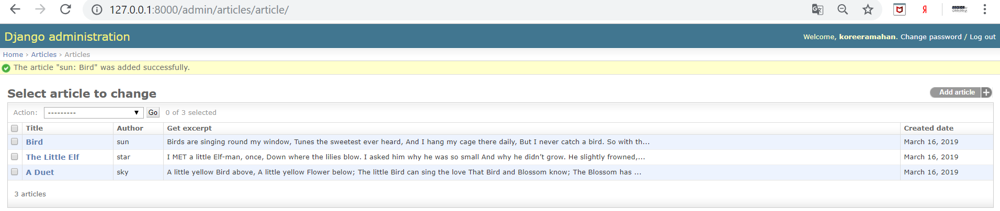 127.0.0.1:8000/admin/articles/article/
Django administration
Welcome, koreeramahan. Change password / Log out
Home › Articles › Articles
The article "sun: Bird" was added successfully.
Select article to change
Add article
Action: --------- Go 0 of 3 selected
Title Author Get excerpt Created date
Bird sun Birds are singing round my window, Tunes the sweetest ever heard, And I hang my cage there daily, But I never catch a bird. So with th... March 16, 2019
The Little Elf star I MET a little Elf-man, once, Down where the lilies blow. I asked him why he was so small And why he didn’t grow. He slightly frowned,... March 16, 2019
A Duet sky A little yellow Bird above, A little yellow Flower below; The little Bird can sing the love That Bird and Blossom know; The Blossom has ... March 16, 2019
3 articles